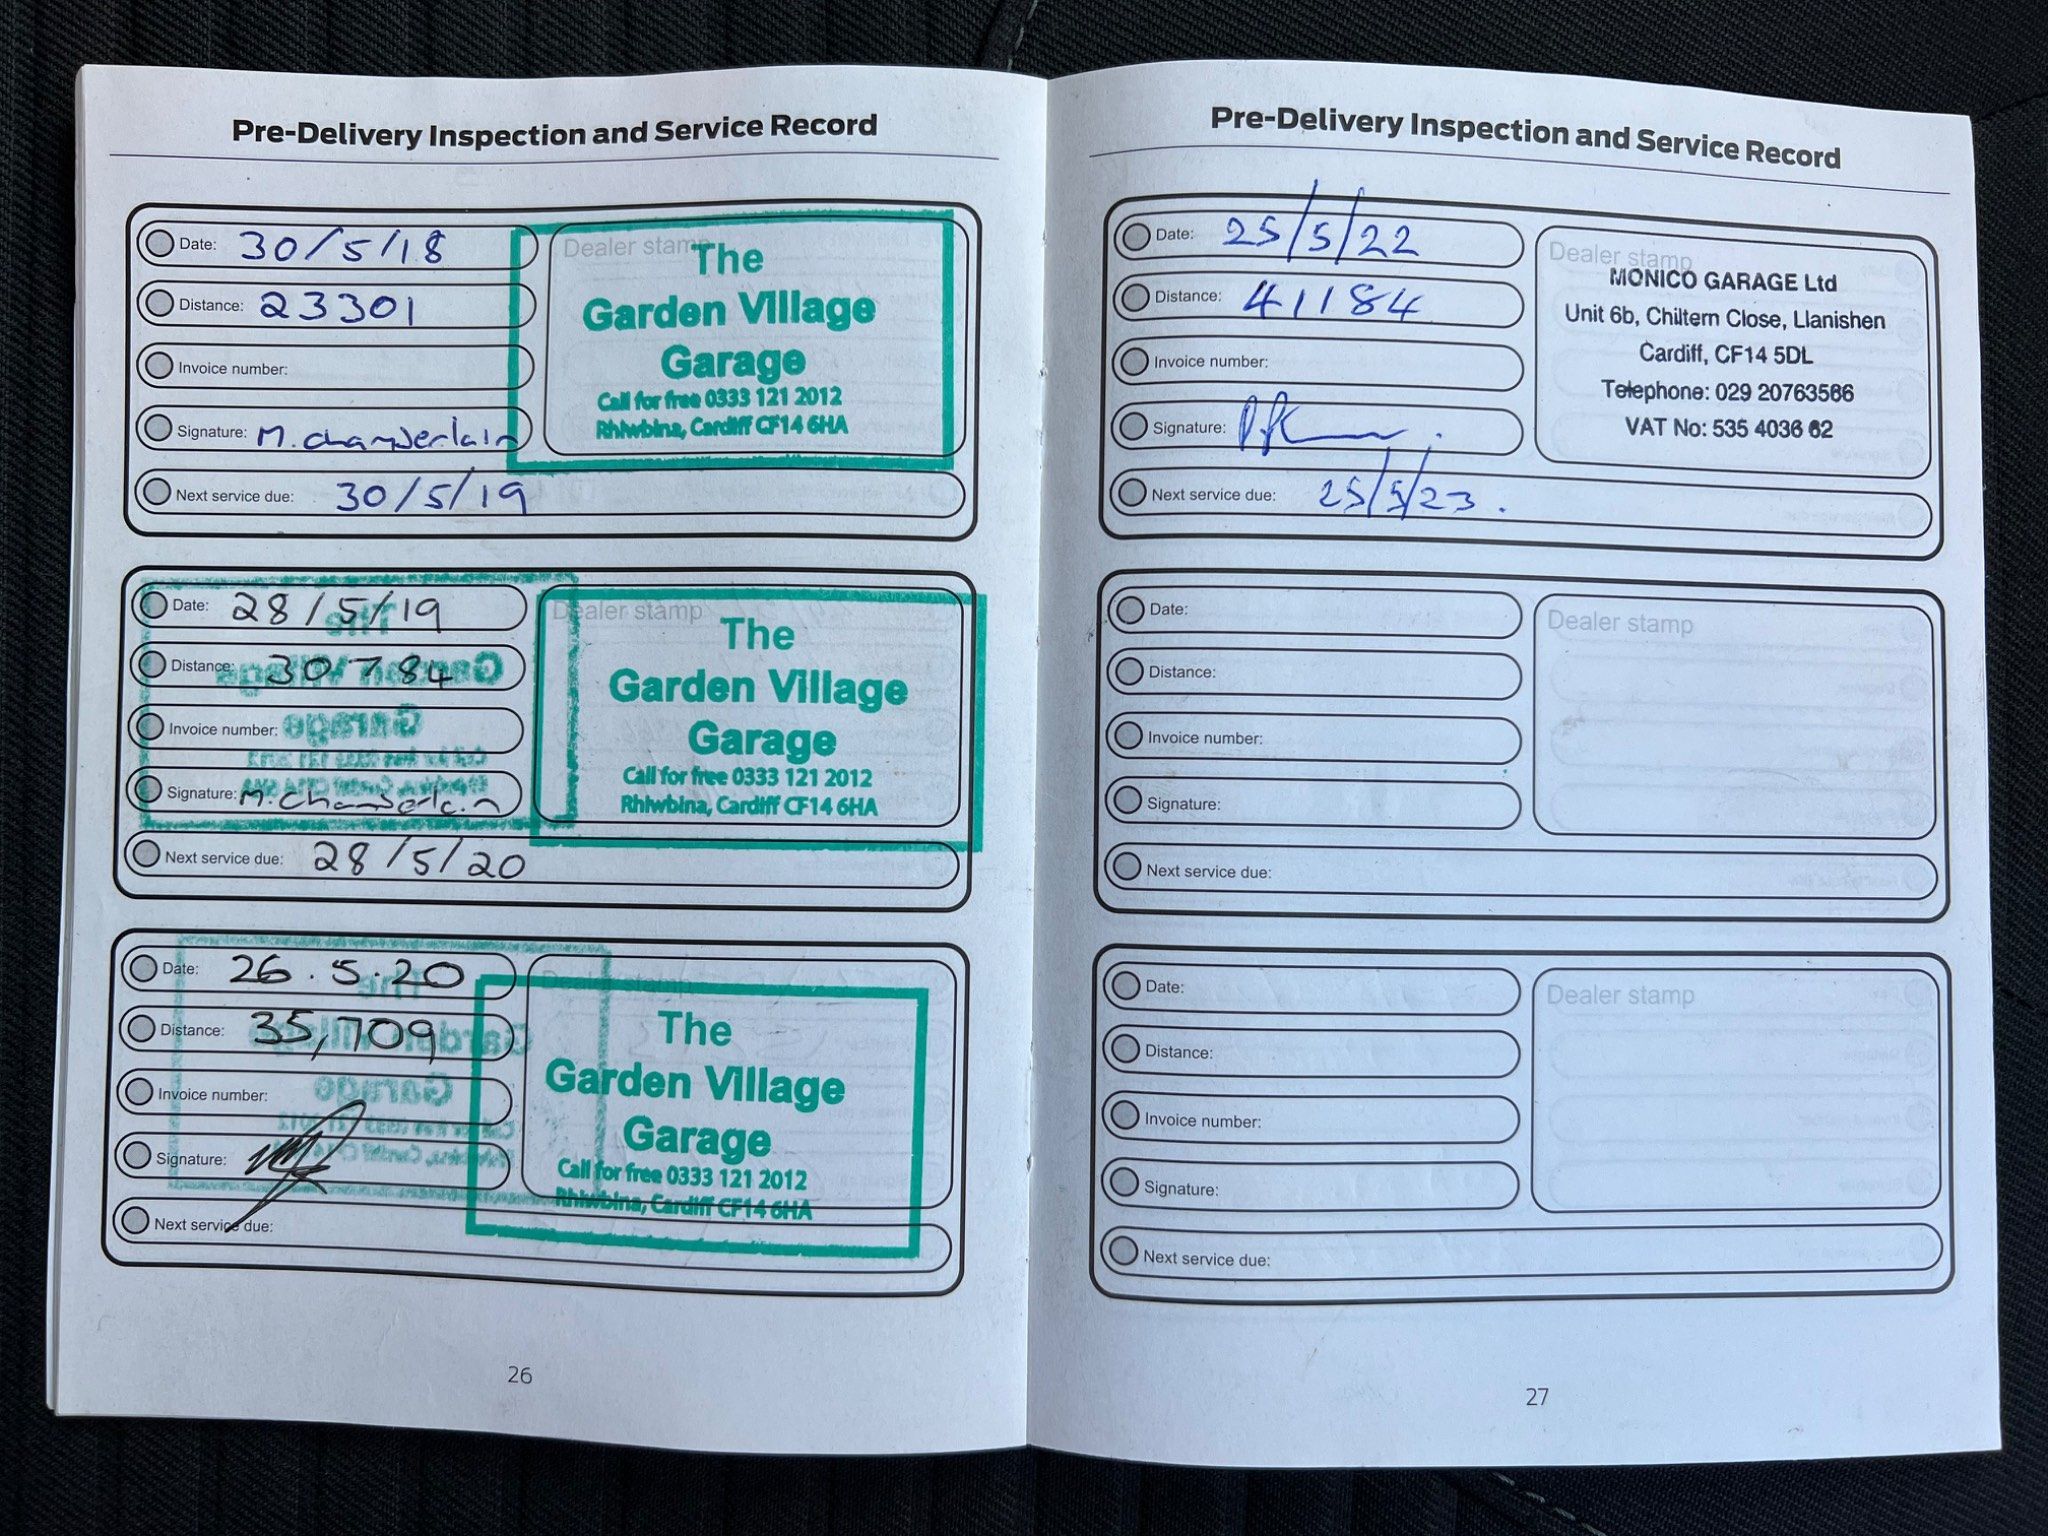 Pre-Delivery Inspection and Service Record
Date: 30/5/18
Distance: 23301
Invoice number:
Signature: M. Chamberlain
Next service due: 30/5/19
Dealer stamp
The
Garden Village
Garage
Call for free 0333 121 2012
Rhiwbina, Cardiff CF14 6HA
Date: 28/5/19
Distance: 30784
Invoice number:
Signature: M. Chamberlain
Next service due: 28/5/20
Dealer stamp
The
Garden Village
Garage
Call for free 0333 121 2012
Rhiwbina, Cardiff CF14 6HA
Date: 26.5.20
Distance: 35,709
Invoice number:
Signature:
Next service due:
Dealer stamp
The
Garden Village
Garage
Call for free 0333 121 2012
Rhiwbina, Cardiff CF14 6HA
26
Pre-Delivery Inspection and Service Record
Date: 25/5/22
Distance: 41184
Invoice number:
Signature:
Next service due: 25/5/23.
Dealer stamp
MONICO GARAGE Ltd
Unit 6b, Chiltern Close, Llanishen
Cardiff, CF14 5DL
Telephone: 029 20763566
VAT No: 535 4036 62
Date:
Distance:
Invoice number:
Signature:
Next service due:
Dealer stamp
Date:
Distance:
Invoice number:
Signature:
Next service due:
Dealer stamp
27